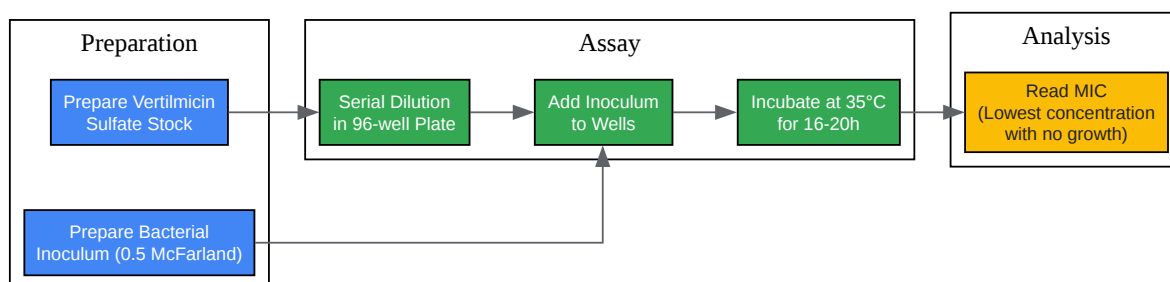 Preparation
Prepare Vertilmicin
Sulfate Stock
Prepare Bacterial
Inoculum (0.5 McFarland)
Assay
Serial Dilution
in 96-well Plate
Add Inoculum
to Wells
Incubate at 35°C
for 16-20h
Analysis
Read MIC
(Lowest concentration
with no growth)